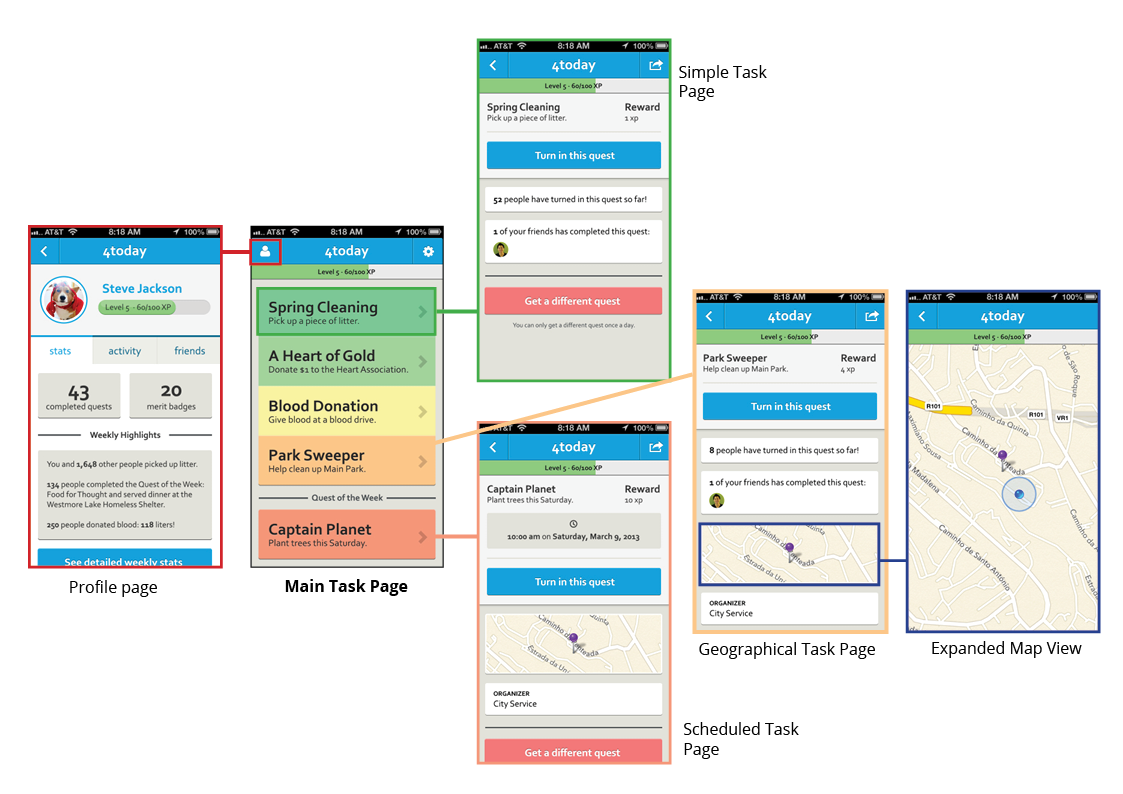 AT&T 8:18 AM 100%
4today
Steve Jackson
Level 5 - 60/100 XP
stats activity friends
43 20
completed quests merit badges
Weekly Highlights
You and 1,648 other people picked up litter.
134 people completed the Quest of the Week:
Food for Thought and served dinner at the
Westmore Lake Homeless Shelter.
250 people donated blood: 118 liters!
See detailed weekly stats
Profile page
AT&T 8:18 AM 100%
4today
Level 5 - 60/100 XP
Spring Cleaning
Pick up a piece of litter.
A Heart of Gold
Donate $1 to the Heart Association.
Blood Donation
Give blood at a blood drive.
Park Sweeper
Help clean up Main Park.
Quest of the Week
Captain Planet
Plant trees this Saturday.
Main Task Page
AT&T 8:18 AM 100%
4today
Level 5 - 60/100 XP
Spring Cleaning Reward
Pick up a piece of litter. 1 xp
Turn in this quest
52 people have turned in this quest so far!
1 of your friends has completed this quest:
Get a different quest
You can only get a different quest once a day.
Simple Task
Page
AT&T 8:18 AM 100%
4today
Level 5 - 60/100 XP
Captain Planet Reward
Plant trees this Saturday. 10 xp
10:00 am on Saturday, March 9, 2013
Turn in this quest
Caminho da Meada
Estrada da Uni
ORGANIZER
City Service
Get a different quest
Scheduled Task
Page
AT&T 8:18 AM 100%
4today
Level 5 - 60/100 XP
Park Sweeper Reward
Help clean up Main Park. 4 xp
Turn in this quest
8 people have turned in this quest so far!
1 of your friends has completed this quest:
Caminho da Meada
Estrada da Uni
ORGANIZER
City Service
Geographical Task Page
AT&T 8:18 AM 100%
4today
Level 5 - 60/100 XP
de São Roque
R101
R101
VR1
Caminho da Quinta
Maximiano Sousa
Caminho da Meada
Madalena
Caminho de Santo António
Estrada
Expanded Map View